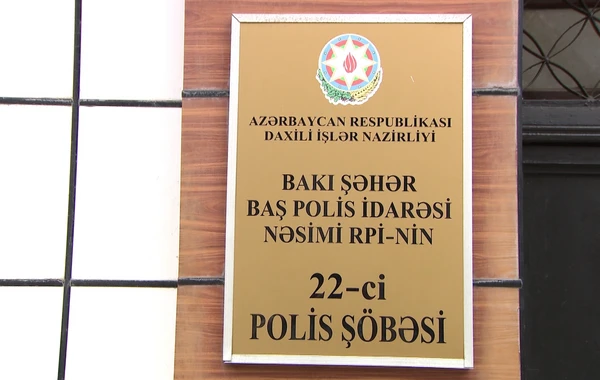 AZƏRBAYCAN RESPUBLİKASI
DAXİLİ İŞLƏR NAZİRLİYİ
BAKI ŞƏHƏR
BAŞ POLİS İDARƏSİ
NƏSİMİ RPİ-NİN
22-ci
POLİS ŞÖBƏSİ